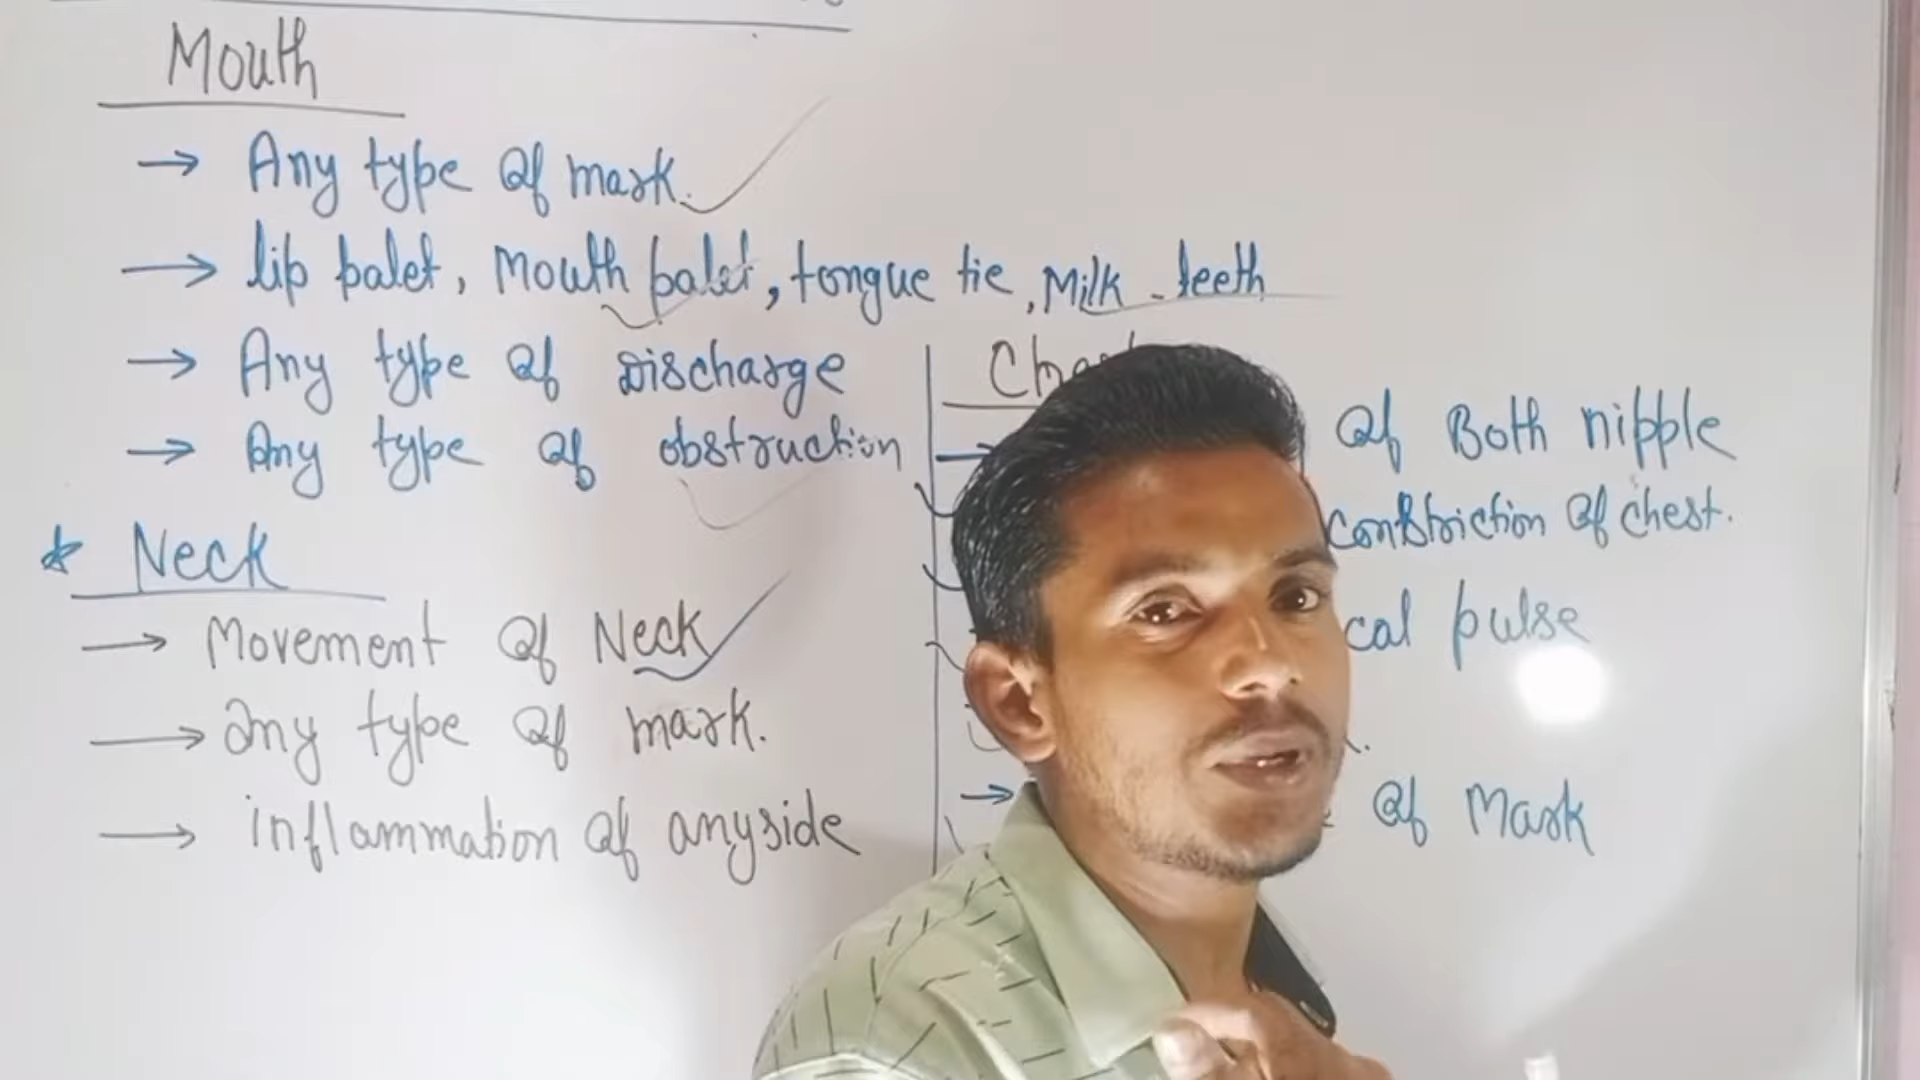 Mouth
→ Any type of mark.
→ lip palet, Mouth palet, tongue tie, Milk-teeth
→ Any type of Discharge
→ Any type of obstruction
* Neck
→ Movement of Neck
→ Any type of mark.
→ inflammation of anyside
of Both nipple
constriction of chest.
pulse
of Mark